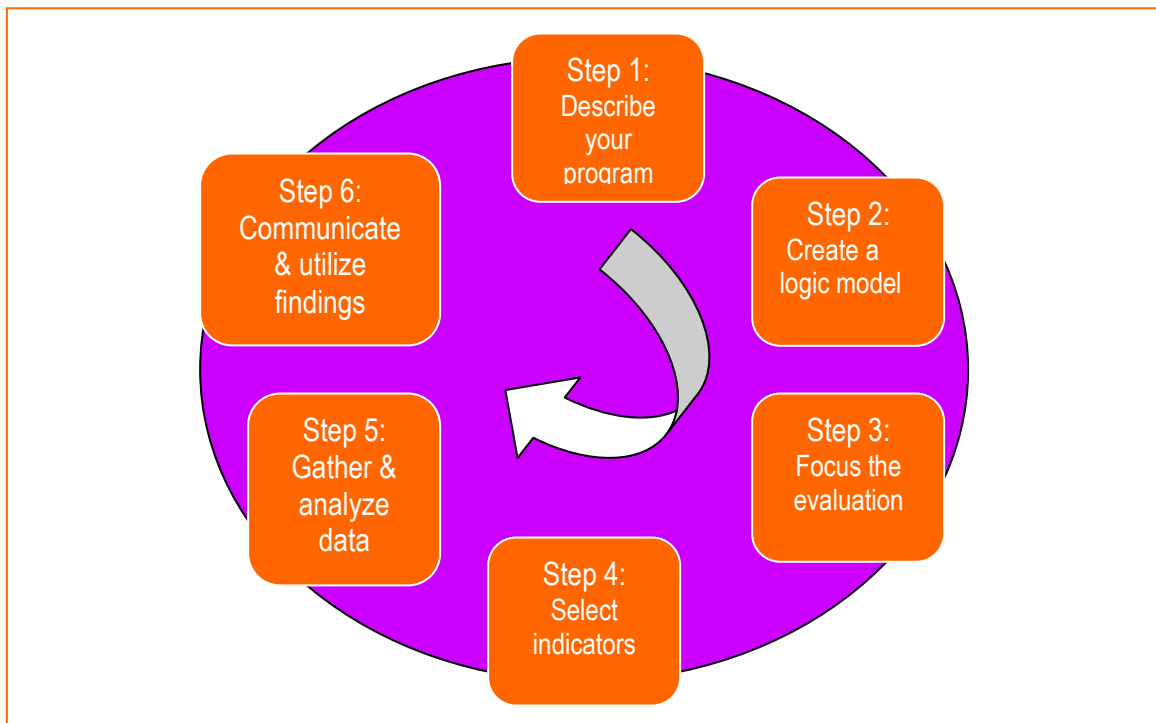 Step 1:
Describe
your
program
Step 2:
Create a
logic model
Step 3:
Focus the
evaluation
Step 4:
Select
indicators
Step 5:
Gather &
analyze
data
Step 6:
Communicate
& utilize
findings